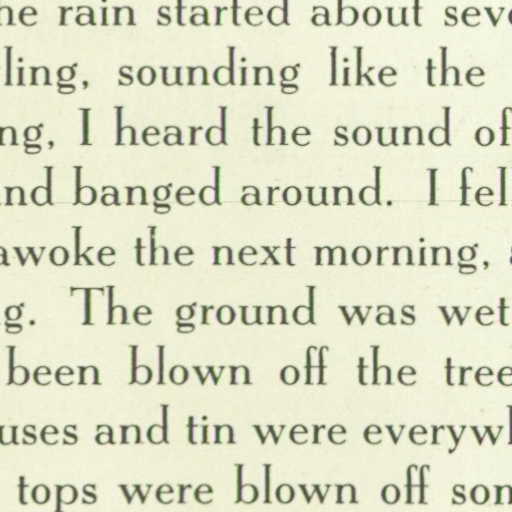 he rain started about seve
ling, sounding like the
ng, I heard the sound of
nd banged around. I fell
awoke the next morning, a
g. The ground was wet
been blown off the tree
uses and tin were everywh
tops were blown off som